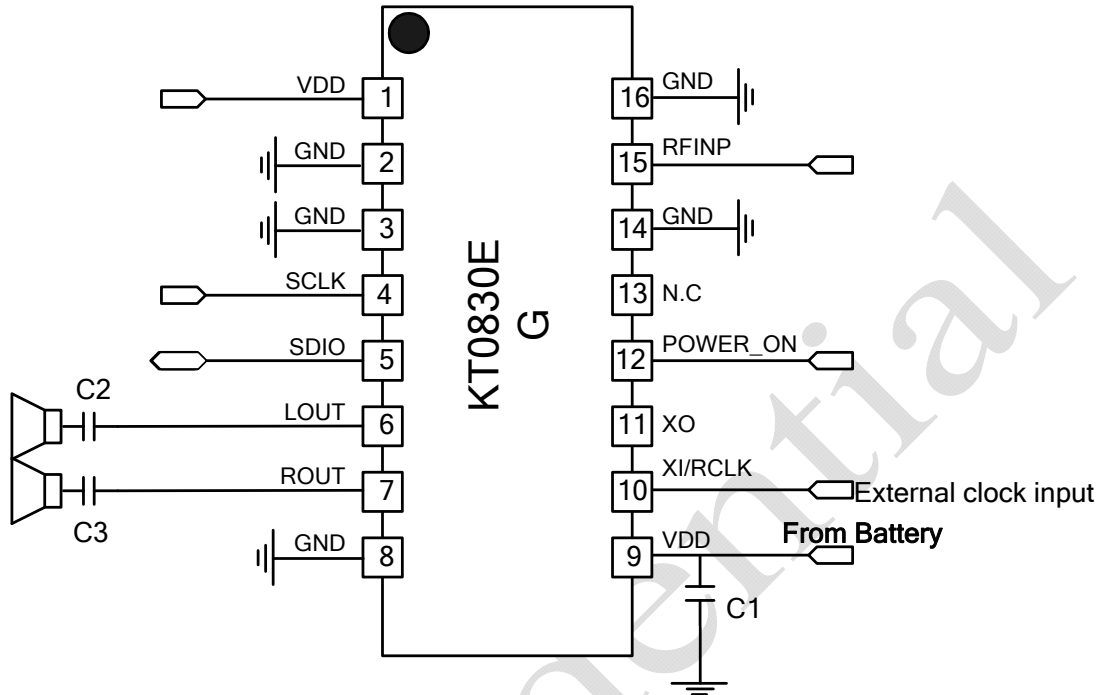 VDD
1
GND
2
GND
3
SCLK
4
SDIO
5
C2
LOUT
6
ROUT
7
C3
GND
8
KT0830E
G
16
GND
15
RFINP
14
GND
13
N.C
12
POWER_ON
11
XO
10
XI/RCLK
External clock input
9
VDD
From Battery
C1
ential